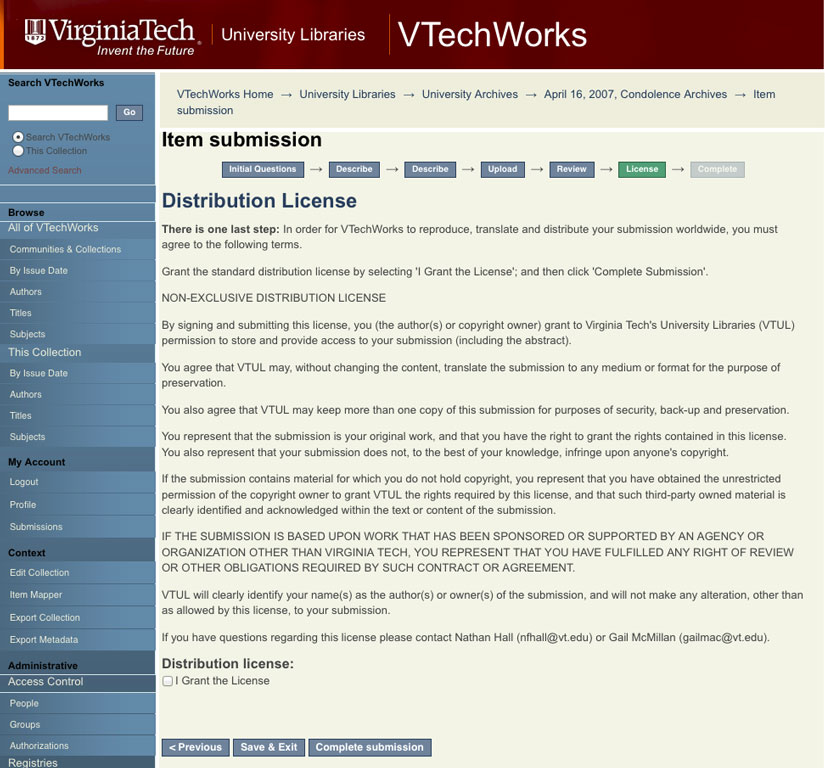 VirginiaTech
1872
Invent the Future
University Libraries
VTechWorks
Search VTechWorks
Go
Search VTechWorks
This Collection
Advanced Search
Browse
All of VTechWorks
Communities & Collections
By Issue Date
Authors
Titles
Subjects
This Collection
By Issue Date
Authors
Titles
Subjects
My Account
Logout
Profile
Submissions
Context
Edit Collection
Item Mapper
Export Collection
Export Metadata
Administrative
Access Control
People
Groups
Authorizations
Registries
VTechWorks Home → University Libraries → University Archives → April 16, 2007, Condolence Archives → Item
submission
Item submission
Initial Questions → Describe → Describe → Upload → Review → License → Complete
Distribution License
There is one last step: In order for VTechWorks to reproduce, translate and distribute your submission worldwide, you must
agree to the following terms.
Grant the standard distribution license by selecting 'I Grant the License'; and then click 'Complete Submission'.
NON-EXCLUSIVE DISTRIBUTION LICENSE
By signing and submitting this license, you (the author(s) or copyright owner) grant to Virginia Tech's University Libraries (VTUL)
permission to store and provide access to your submission (including the abstract).
You agree that VTUL may, without changing the content, translate the submission to any medium or format for the purpose of
preservation.
You also agree that VTUL may keep more than one copy of this submission for purposes of security, back-up and preservation.
You represent that the submission is your original work, and that you have the right to grant the rights contained in this license.
You also represent that your submission does not, to the best of your knowledge, infringe upon anyone's copyright.
If the submission contains material for which you do not hold copyright, you represent that you have obtained the unrestricted
permission of the copyright owner to grant VTUL the rights required by this license, and that such third-party owned material is
clearly identified and acknowledged within the text or content of the submission.
IF THE SUBMISSION IS BASED UPON WORK THAT HAS BEEN SPONSORED OR SUPPORTED BY AN AGENCY OR
ORGANIZATION OTHER THAN VIRGINIA TECH, YOU REPRESENT THAT YOU HAVE FULFILLED ANY RIGHT OF REVIEW
OR OTHER OBLIGATIONS REQUIRED BY SUCH CONTRACT OR AGREEMENT.
VTUL will clearly identify your name(s) as the author(s) or owner(s) of the submission, and will not make any alteration, other than
as allowed by this license, to your submission.
If you have questions regarding this license please contact Nathan Hall (nfhall@vt.edu) or Gail McMillan (gailmac@vt.edu).
Distribution license:
I Grant the License
< Previous
Save & Exit
Complete submission